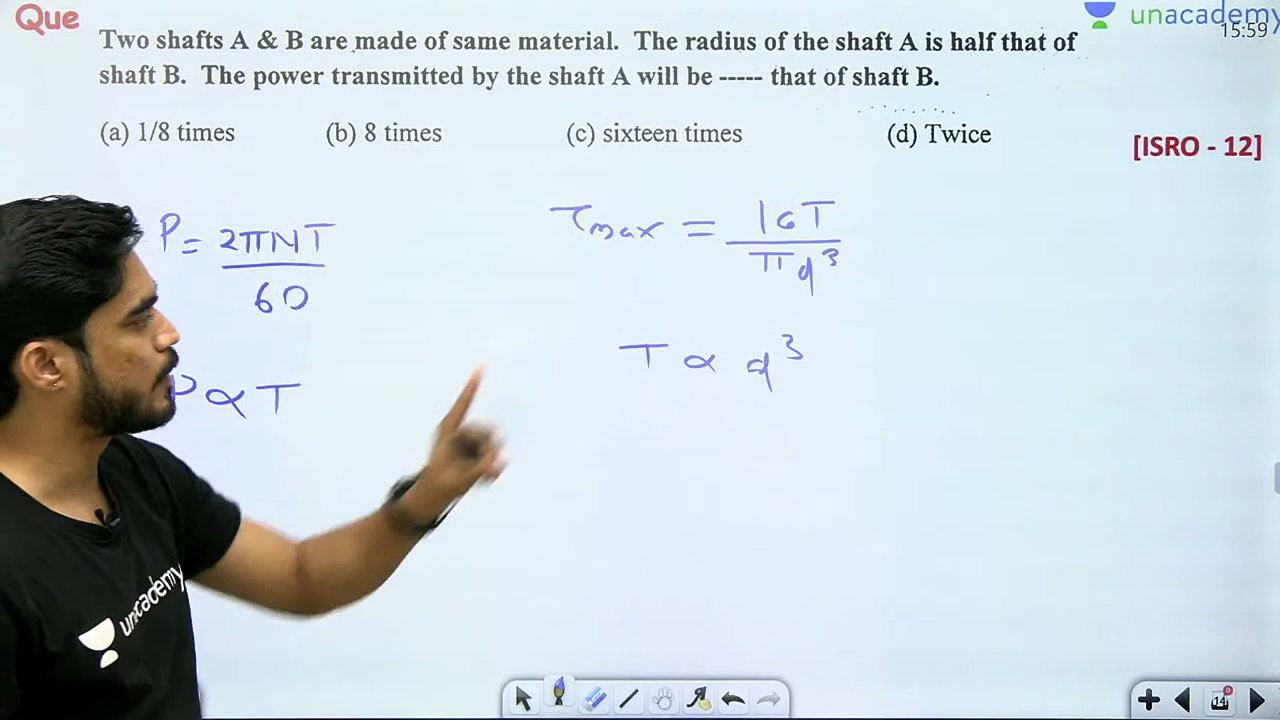 Que
unacademy
15:59
Two shafts A & B are made of same material. The radius of the shaft A is half that of
shaft B. The power transmitted by the shaft A will be ----- that of shaft B.
(a) 1/8 times (b) 8 times (c) sixteen times (d) Twice
[ISRO - 12]
P = 2πNT / 60
τmax = 16T / πd³
P ∝ T
T ∝ d³
unacademy
14